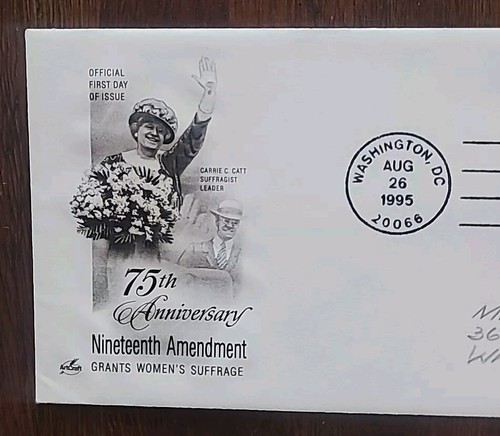 OFFICIAL
FIRST DAY
OF ISSUE
CARRIE C. CATT
SUFFRAGIST
LEADER
75th
Anniversary
Nineteenth Amendment
GRANTS WOMEN'S SUFFRAGE
ArtCraft
WASHINGTON, DC
AUG
26
1995
20066
36